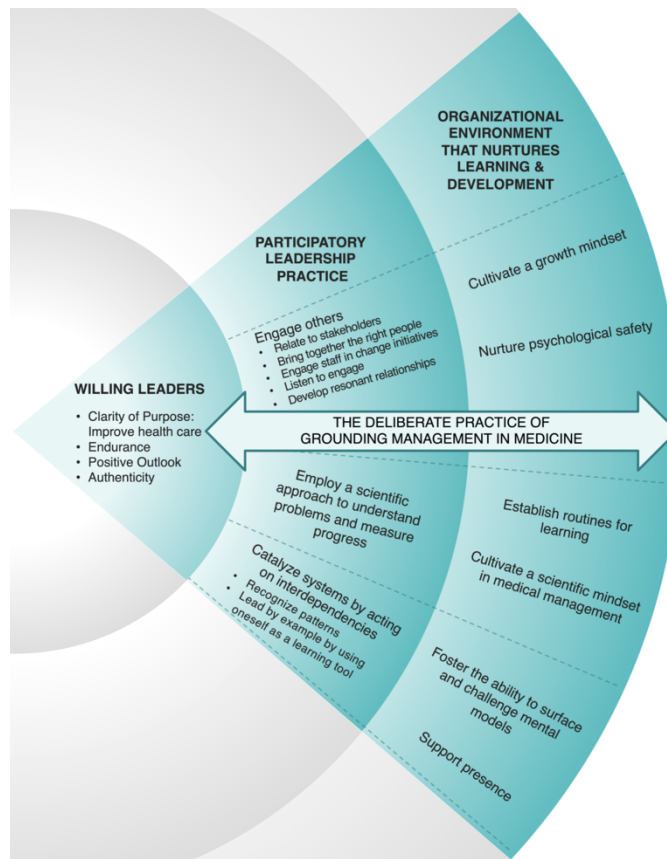 ORGANIZATIONAL
ENVIRONMENT
THAT NURTURES
LEARNING &
DEVELOPMENT
Cultivate a growth mindset
Nurture psychological safety
PARTICIPATORY
LEADERSHIP
PRACTICE
Engage others
• Relate to stakeholders
• Bring together the right people
• Engage staff in change initiatives
• Listen to engage
• Develop resonant relationships
WILLING LEADERS
• Clarity of Purpose:
Improve health care
• Endurance
• Positive Outlook
• Authenticity
THE DELIBERATE PRACTICE OF
GROUNDING MANAGEMENT IN MEDICINE
Employ a scientific
approach to understand
problems and measure
progress
Catalyze systems by acting
on interdependencies
• Recognize patterns
• Lead by example by using
oneself as a learning tool
Establish routines for
learning
Cultivate a scientific mindset
in medical management
Foster the ability to surface
and challenge mental
models
Support presence